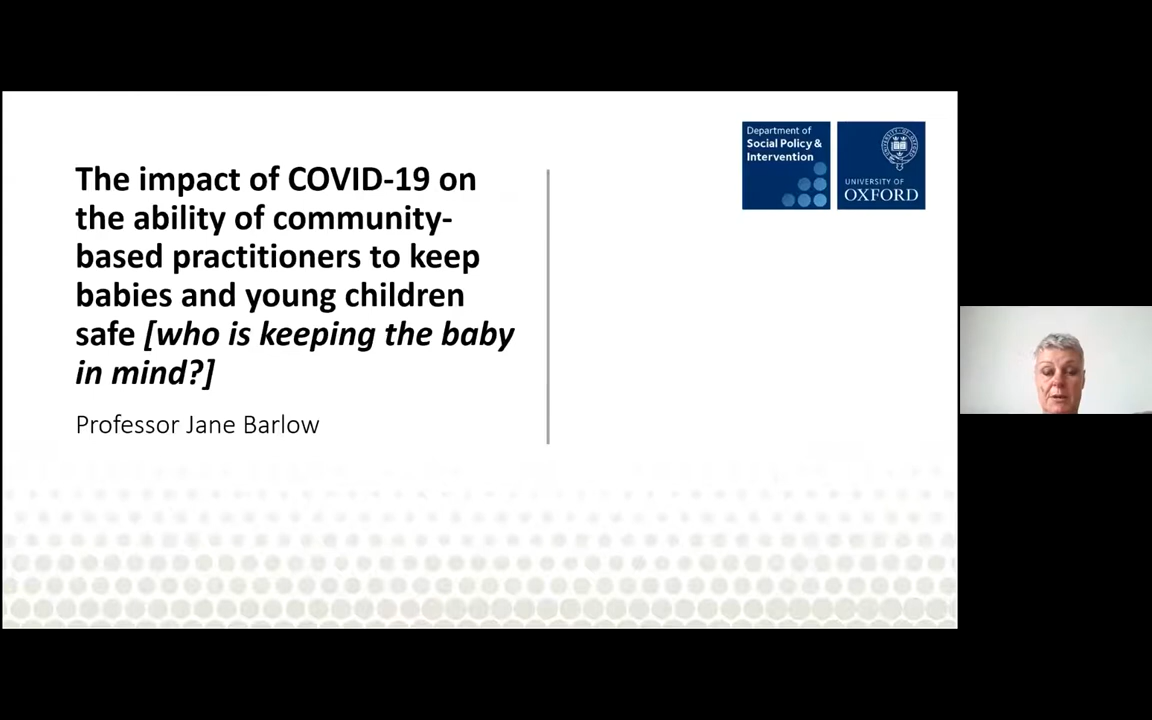 The impact of COVID-19 on
the ability of community-
based practitioners to keep
babies and young children
safe [who is keeping the baby
in mind?]
Professor Jane Barlow
Department of
Social Policy &
Intervention
UNIVERSITY OF
OXFORD